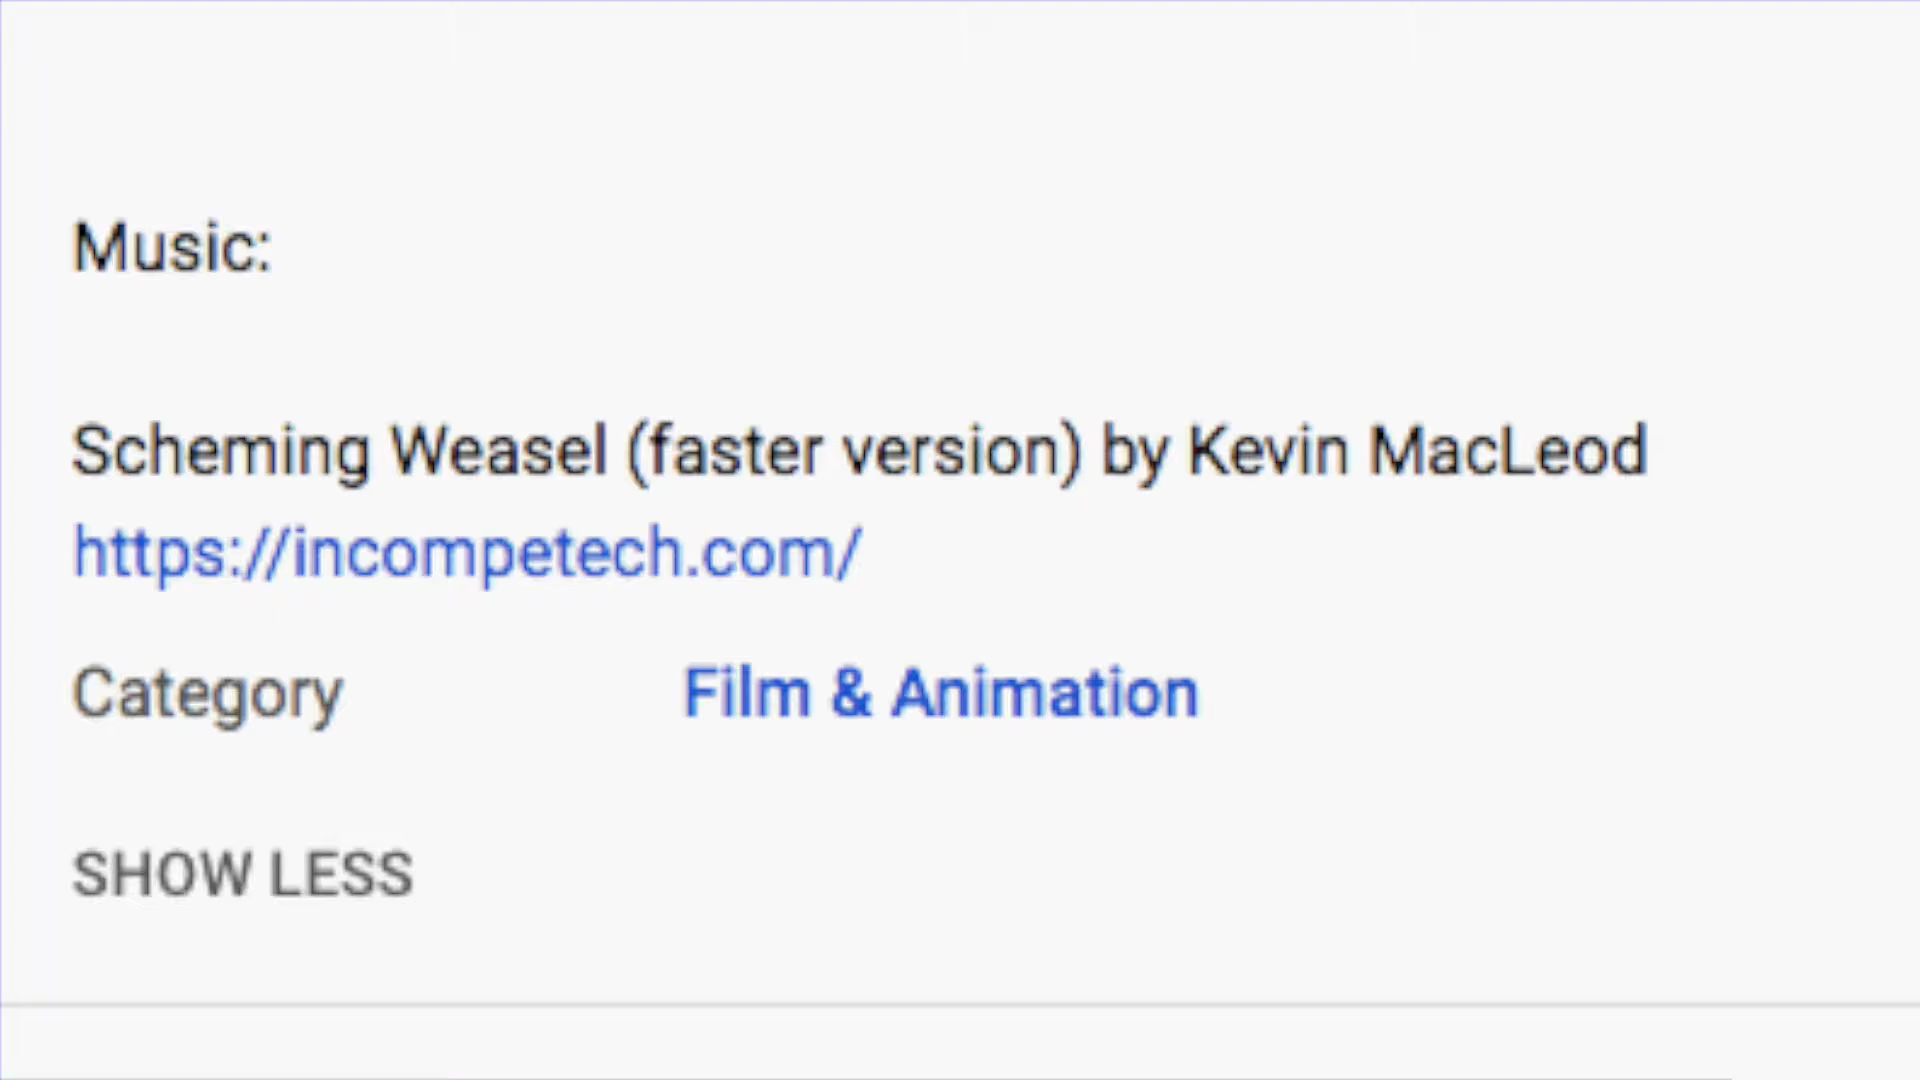 Music:
Scheming Weasel (faster version) by Kevin MacLeod
https://incompetech.com/
Category Film & Animation
SHOW LESS